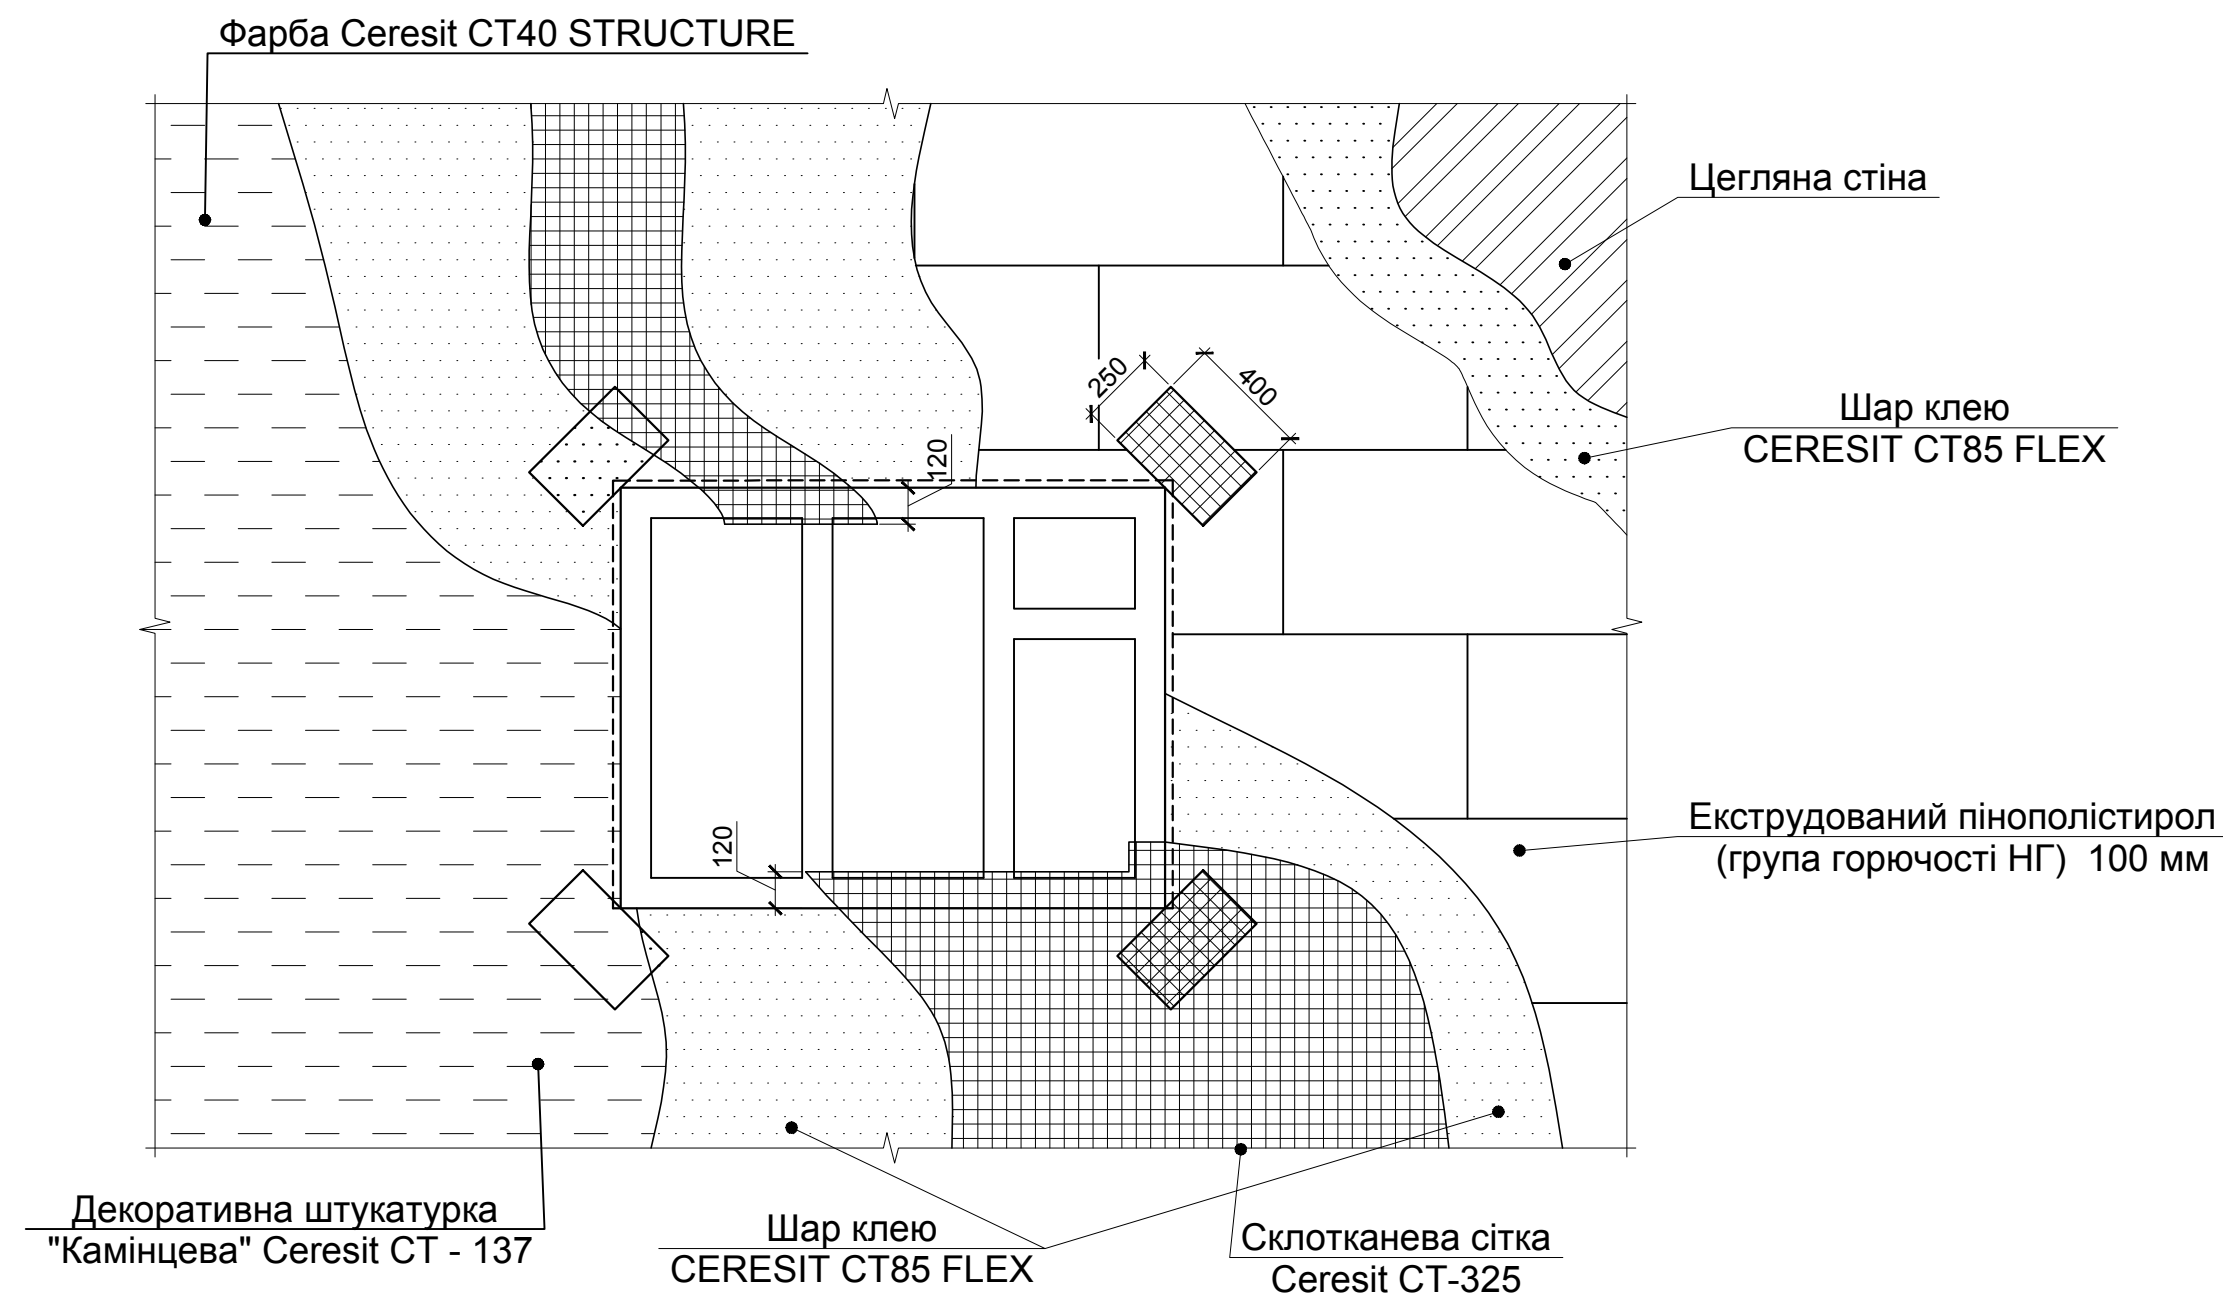 Фарба Ceresit CT40 STRUCTURE
Цегляна стіна
250
400
Шар клею
CERESIT CT85 FLEX
120
Екструдований пінополістирол
(група горючості НГ) 100 мм
120
Декоративна штукатурка
"Камінцева" Ceresit CT - 137
Шар клею
CERESIT CT85 FLEX
Склотканева сітка
Ceresit CT-325